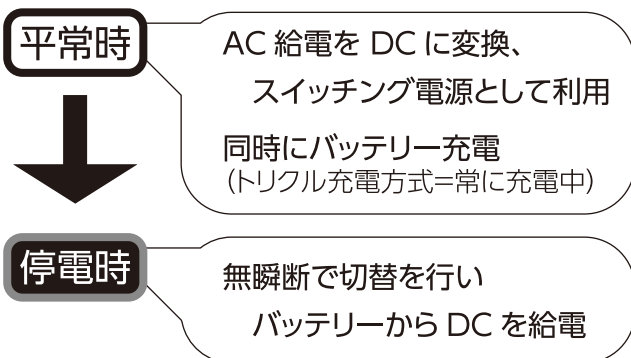 平常時
AC 給電を DC に変換、
スイッチング電源として利用
同時にバッテリー充電
(トリクル充電方式=常に充電中)
停電時
無瞬断で切替を行い
バッテリーから DC を給電